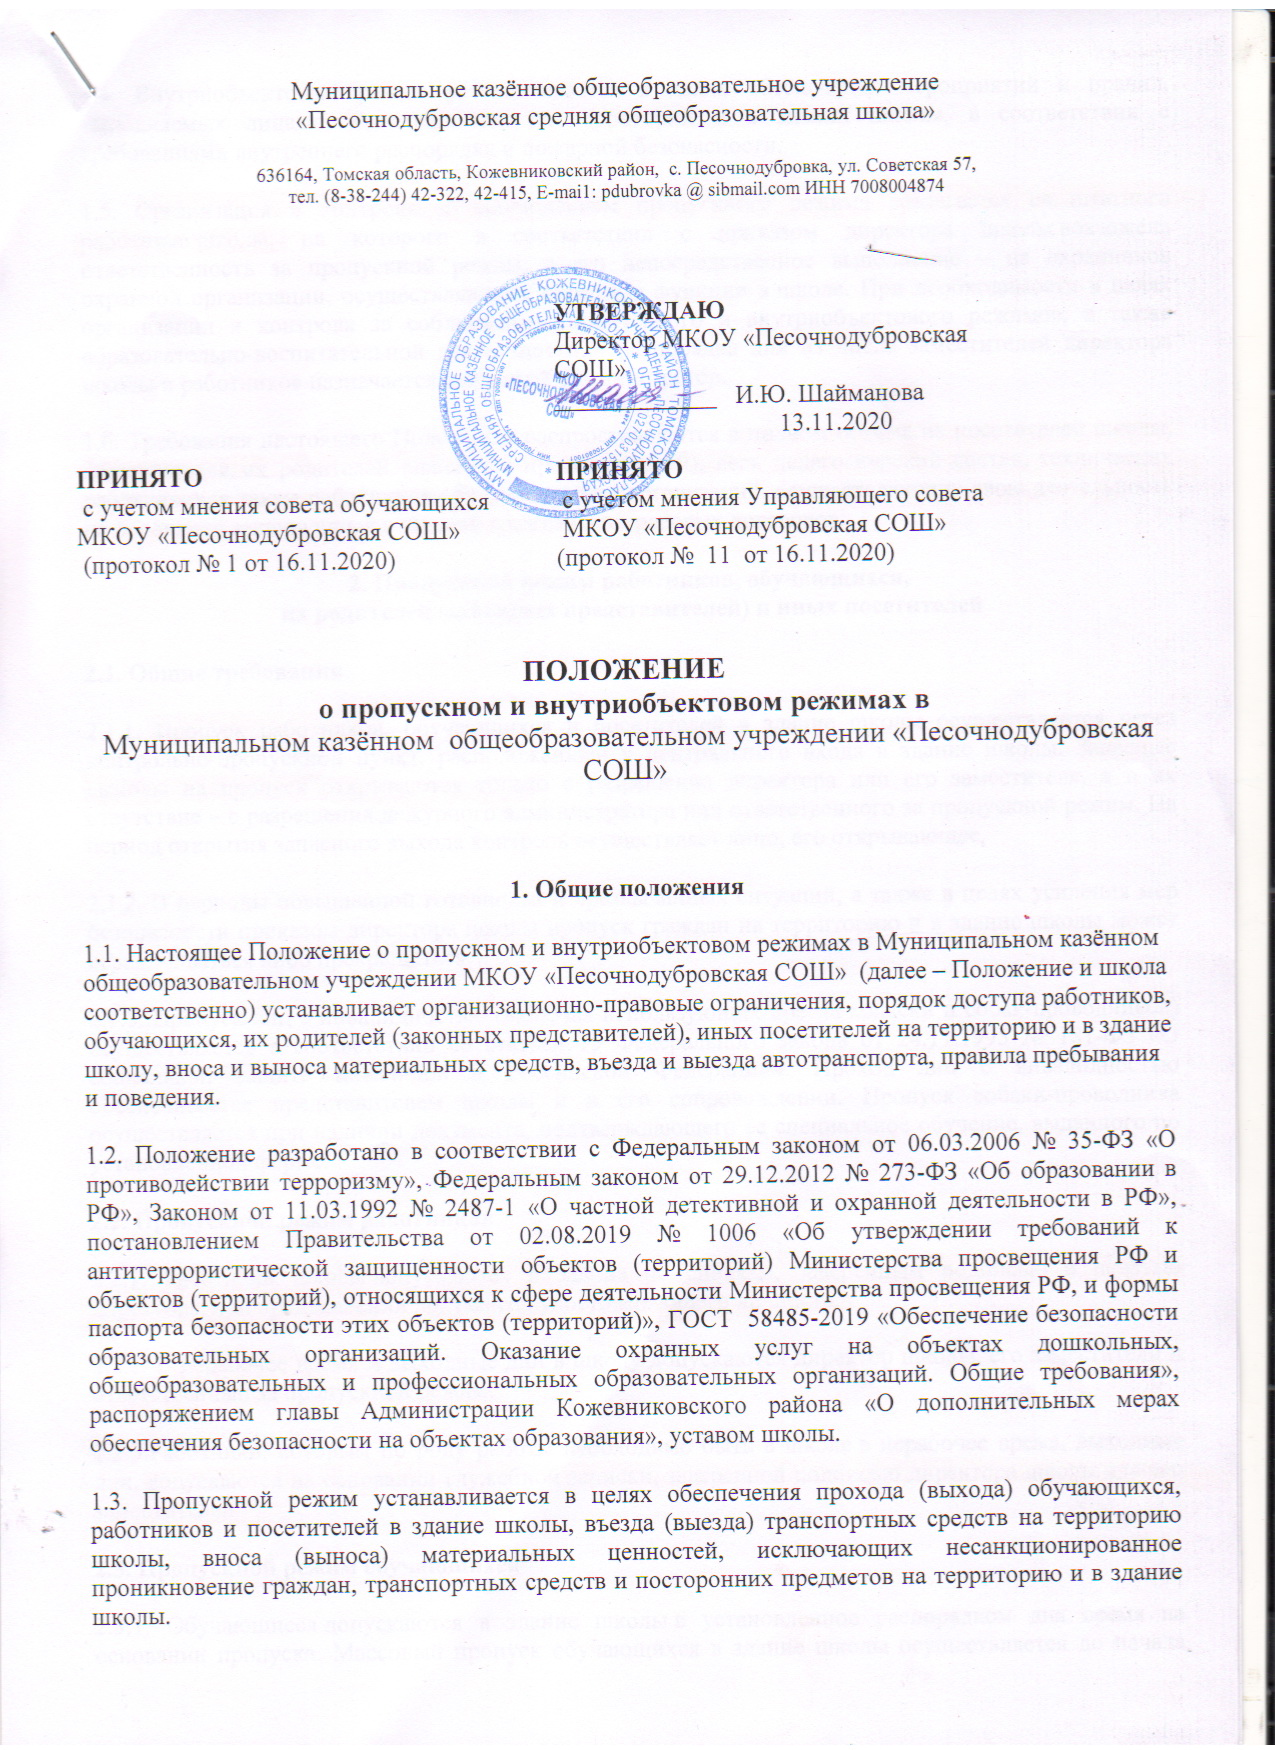 Муниципальное казённое общеобразовательное учреждение
«Песочнодубровская средняя общеобразовательная школа»
636164, Томская область, Кожевниковский район,  с. Песочнодубровка, ул. Советская 57,
тел. (8-38-244) 42-322, 42-415, E-mail: pdubrovka @ sibmail.com ИНН 7008004874
УТВЕРЖДАЮ
Директор МКОУ «Песочнодубровская
СОШ»
____________ И.Ю. Шайманова
13.11.2020
МКОУ
«ПЕСОЧНОДУБРОВСКАЯ
СОШ»
ПРИНЯТО
с учетом мнения совета обучающихся
МКОУ «Песочнодубровская СОШ»
(протокол № 1 от 16.11.2020)
ПРИНЯТО
с учетом мнения Управляющего совета
МКОУ «Песочнодубровская СОШ»
(протокол №  11  от 16.11.2020)
ПОЛОЖЕНИЕ
о пропускном и внутриобъектовом режимах в
Муниципальном казённом  общеобразовательном учреждении «Песочнодубровская
СОШ»
1. Общие положения
1.1. Настоящее Положение о пропускном и внутриобъектовом режимах в Муниципальном казённом
общеобразовательном учреждении МКОУ «Песочнодубровская СОШ»  (далее – Положение и школа
соответственно) устанавливает организационно-правовые ограничения, порядок доступа работников,
обучающихся, их родителей (законных представителей), иных посетителей на территорию и в здание
школу, вноса и выноса материальных средств, въезда и выезда автотранспорта, правила пребывания
и поведения.
1.2. Положение разработано в соответствии с Федеральным законом от 06.03.2006 № 35-ФЗ «О
противодействии терроризму», Федеральным законом от 29.12.2012 № 273-ФЗ «Об образовании в
РФ», Законом от 11.03.1992 № 2487-1 «О частной детективной и охранной деятельности в РФ»,
постановлением Правительства от 02.08.2019 № 1006 «Об утверждении требований к
антитеррористической защищенности объектов (территорий) Министерства просвещения РФ и
объектов (территорий), относящихся к сфере деятельности Министерства просвещения РФ, и формы
паспорта безопасности этих объектов (территорий)», ГОСТ  58485-2019 «Обеспечение безопасности
образовательных организаций. Оказание охранных услуг на объектах дошкольных,
общеобразовательных и профессиональных образовательных организаций. Общие требования»,
распоряжением главы Администрации Кожевниковского района «О дополнительных мерах
обеспечения безопасности на объектах образования», уставом школы.
1.3. Пропускной режим устанавливается в целях обеспечения прохода (выхода) обучающихся,
работников и посетителей в здание школы, въезда (выезда) транспортных средств на территорию
школы, вноса (выноса) материальных ценностей, исключающих несанкционированное
проникновение граждан, транспортных средств и посторонних предметов на территорию и в здание
школы.